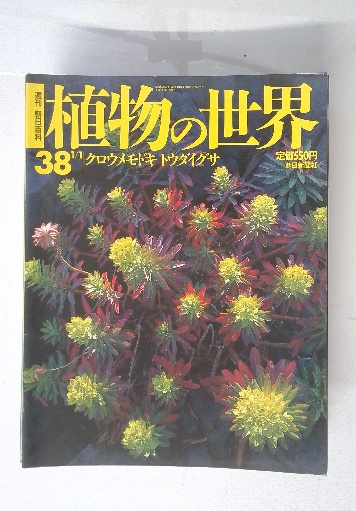 週刊 朝日百科
植物の世界
38 1/1 クロウメモドキ トウダイグサ
定価550円
朝日新聞社